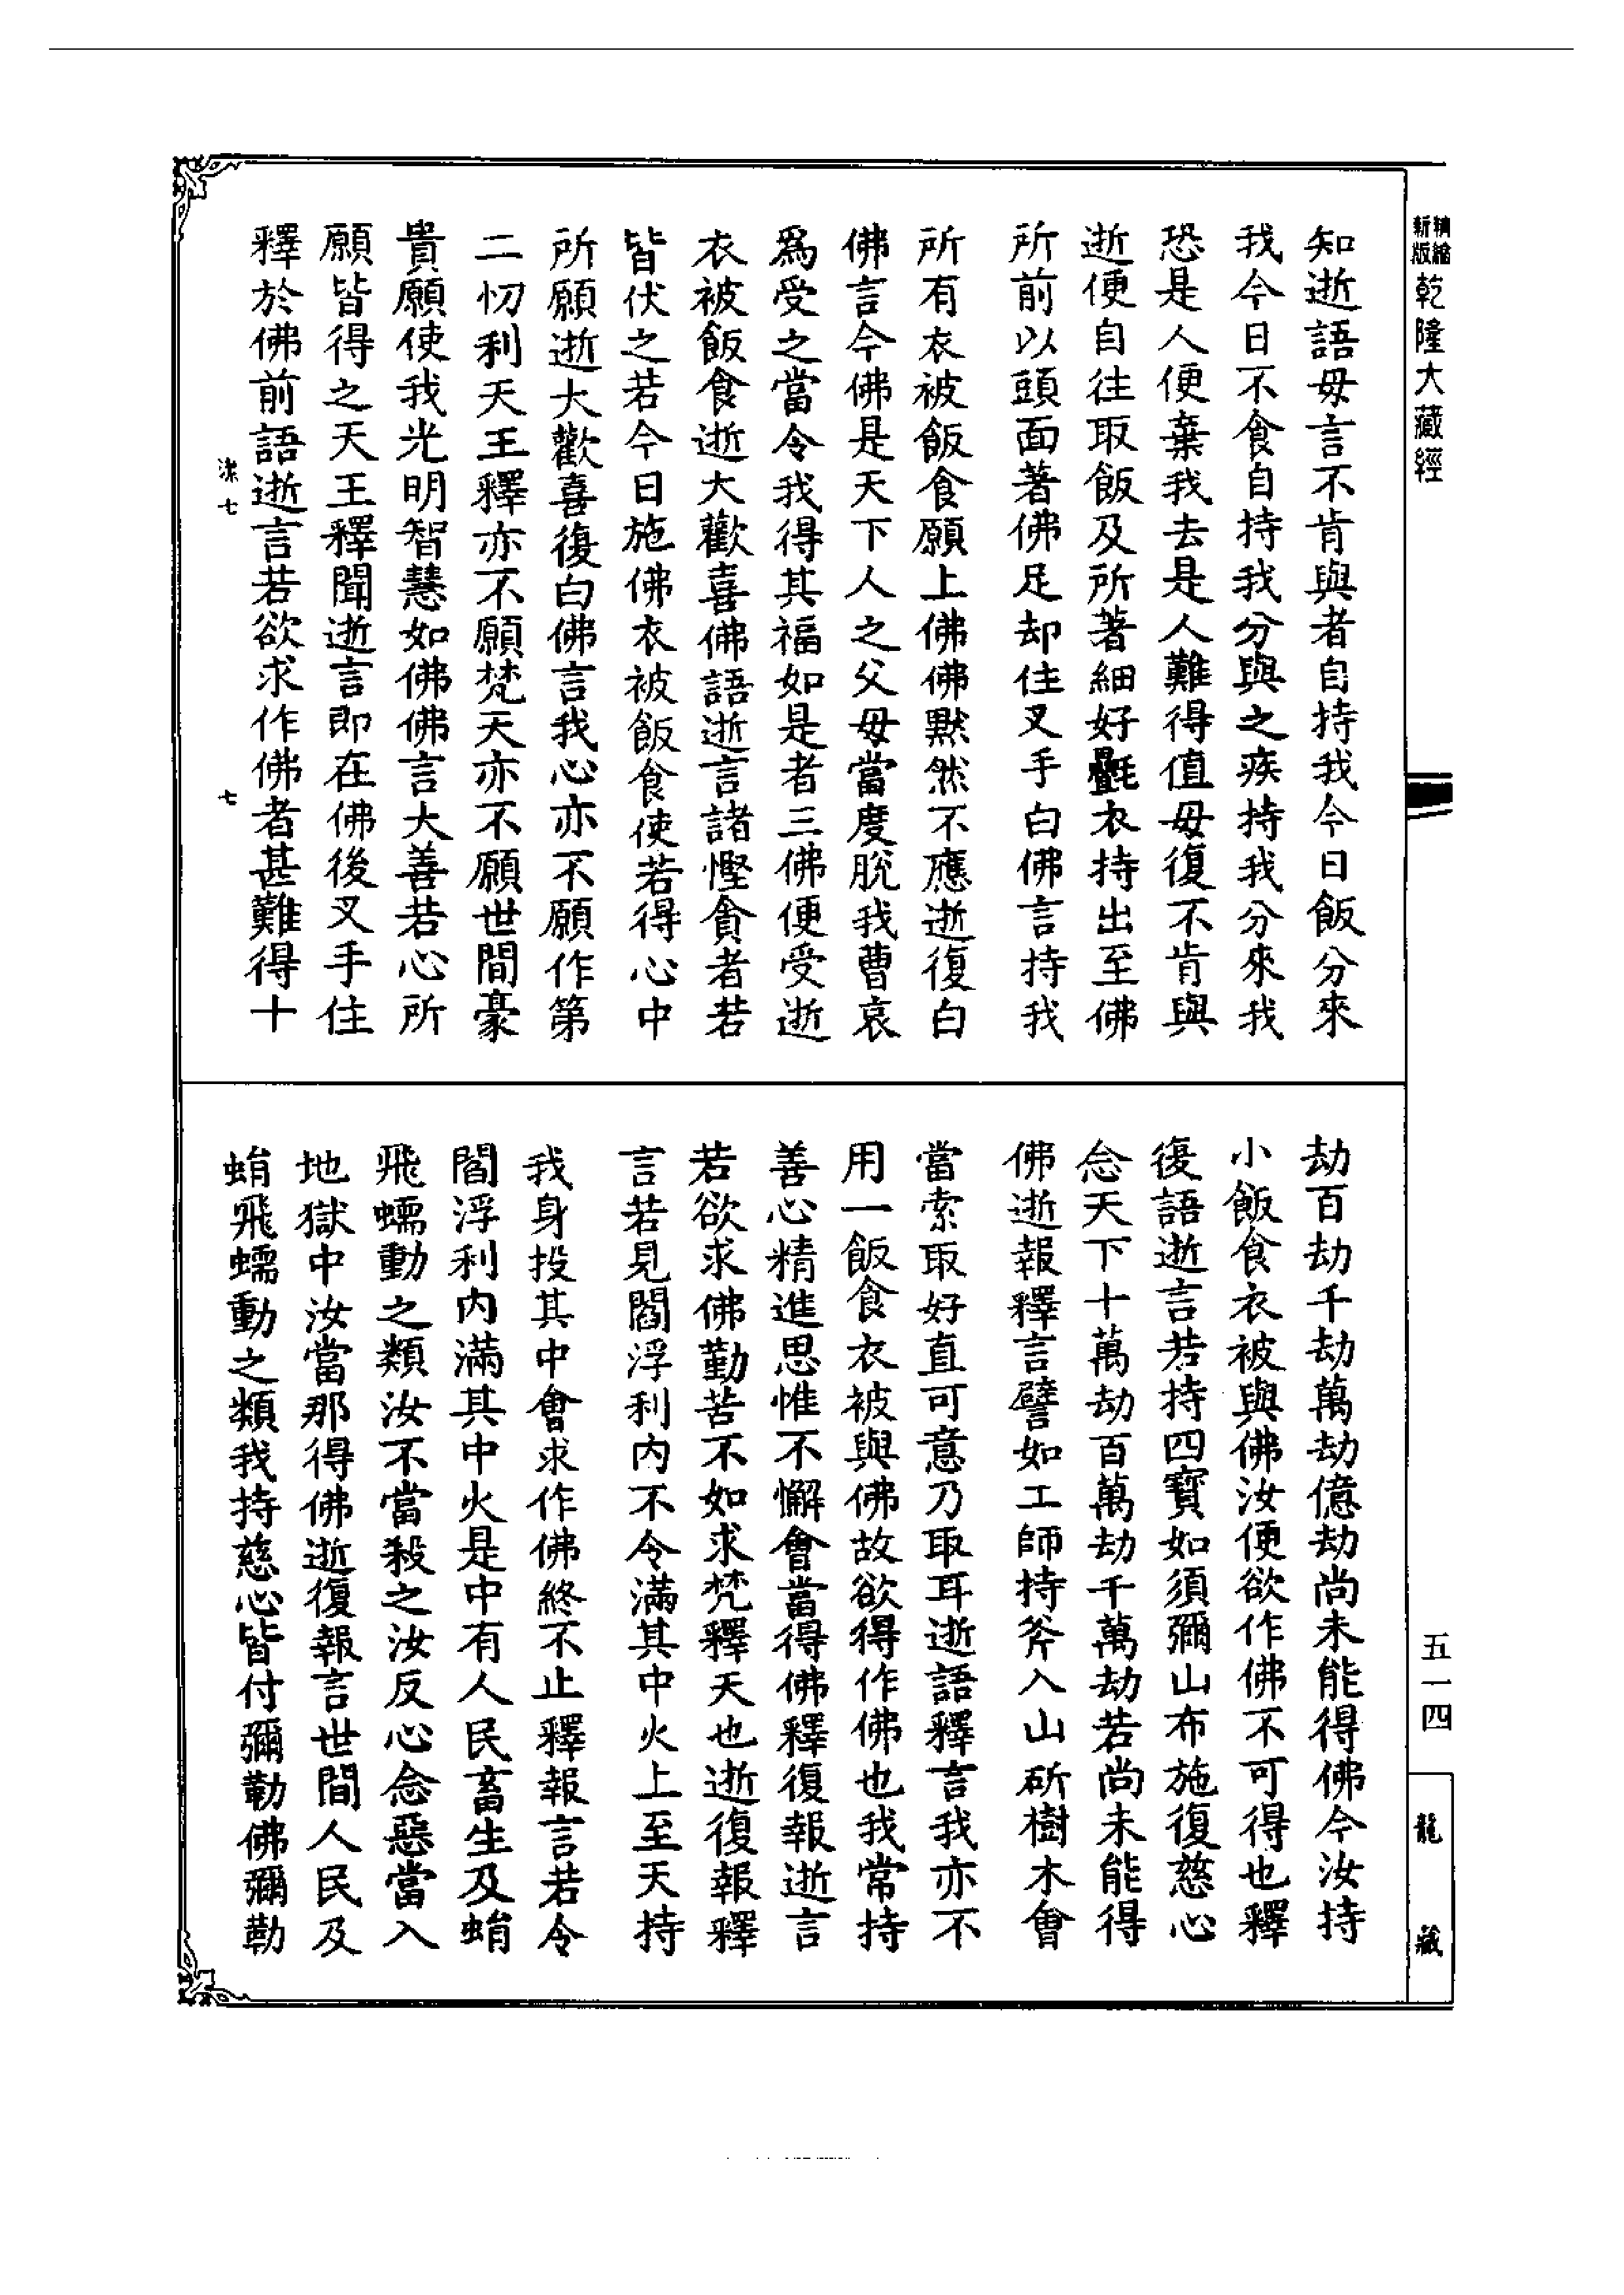 精縮新版乾隆大藏經
知逝語毋言不肯與者自持我今日飯分來
我今日不食自持我分與之疾持我分來我
恐是人便棄我去是人難得值毋復不肯與
逝便自往取飯及所著細好㲲衣持出至佛
所前以頭面著佛足却住叉手白佛言持我
所有衣被飯食願上佛佛默然不應逝復白
佛言今佛是天下人之父母當度脫我曹哀
爲受之當令我得其福如是者三佛便受逝
衣被飯食逝大歡喜佛語逝言諸慳貪者若
皆伏之若今日施佛衣被飯食使若得心中
所願逝大歡喜復白佛言我心亦不願作第
二忉利天王釋亦不願梵天亦不願世間豪
貴願使我光明智慧如佛佛言大善若心所
願皆得之天王釋聞逝言即在佛後叉手住
釋於佛前語逝言若欲求作佛者甚難得十
七
七
劫百劫千劫萬劫億劫尚未能得佛今汝持
小飯食衣被與佛汝便欲作佛不可得也釋
復語逝言若持四寶如須彌山布施復慈心
念天下十萬劫百萬劫千萬劫若尚未能得
佛逝報釋言譬如工師持斧入山斫樹木會
當索取好直可意乃取耳逝語釋言我亦不
用一飯食衣被與佛故欲得作佛也我常持
善心精進思惟不懈會當得佛釋復報逝言
若欲求佛勤苦不如求梵釋天也逝復報釋
言若見閻浮利內不令滿其中火上至天持
我身投其中會求作佛終不止釋報言若令
閻浮利內滿其中火是中有人民畜生及蛸
飛蠕動之類汝不當殺之汝反心念惡當入
地獄中汝當那得佛逝復報言世間人民及
蛸飛蠕動之類我持慈心皆付彌勒佛彌勒
五一四
龍藏